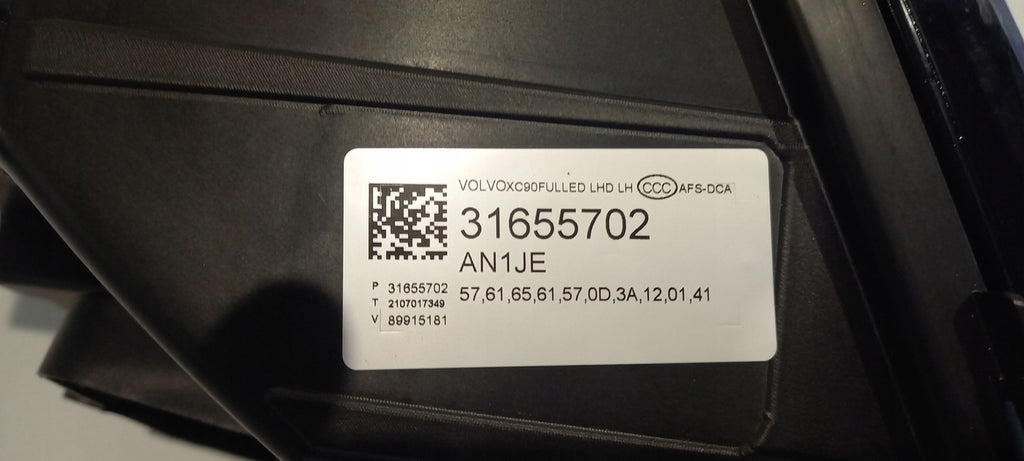 VOLVOXC90FULLED LHD LH CCC AFS-DCA
31655702
AN1JE
57,61,65,61,57,0D,3A,12,01,41
P 31655702
T 2107017349
V 89915181